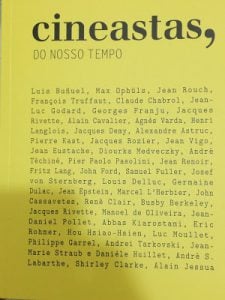 cineastas,
DO NOSSO TEMPO
Luis Buñuel, Max Ophüls, Jean Rouch,
François Truffaut, Claude Chabrol, Jean-
Luc Godard, Georges Franju, Jacques
Rivette, Alain Cavalier, Agnès Varda, Henri
Langlois, Jacques Demy, Alexandre Astruc,
Pierre Kast, Jacques Rozier, Jean Vigo,
Jean Eustache, Diourka Medveczky, André
Téchiné, Pier Paolo Pasolini, Jean Renoir,
Fritz Lang, John Ford, Samuel Fuller, Josef
von Sternberg, Louis Delluc, Germaine
Dulac, Jean Epstein, Marcel L'Herbier, John
Cassavetes, René Clair, Busby Berkeley,
Jacques Rivette, Manoel de Oliveira, Jean-
Daniel Pollet, Abbas Kiarostami, Eric
Rohmer, Hou Hsiao-Hsien, Luc Moullet,
Philippe Garrel, Andrei Tarkovski, Jean-
Marie Straub e Danièle Huillet, André S.
Labarthe, Shirley Clarke, Alain Jessua